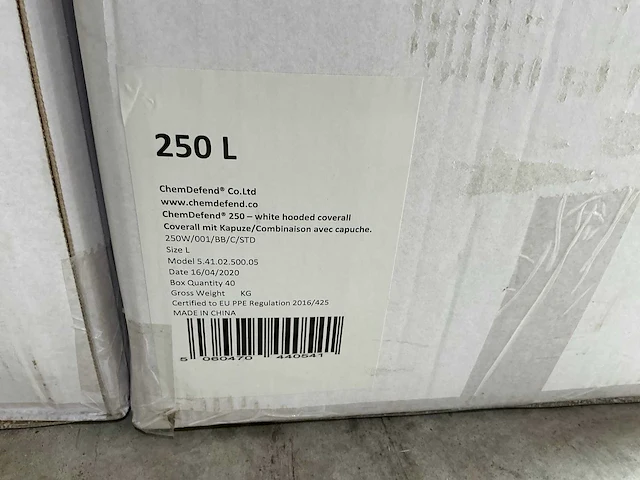 250 L
ChemDefend® Co.Ltd
www.chemdefend.co
ChemDefend® 250 – white hooded coverall
Coverall mit Kapuze/Combinaison avec capuche.
250W/001/BB/C/STD
Size L
Model 5.41.02.500.05
Date 16/04/2020
Box Quantity 40
Gross Weight KG
Certified to EU PPE Regulation 2016/425
MADE IN CHINA
5 060470 440541